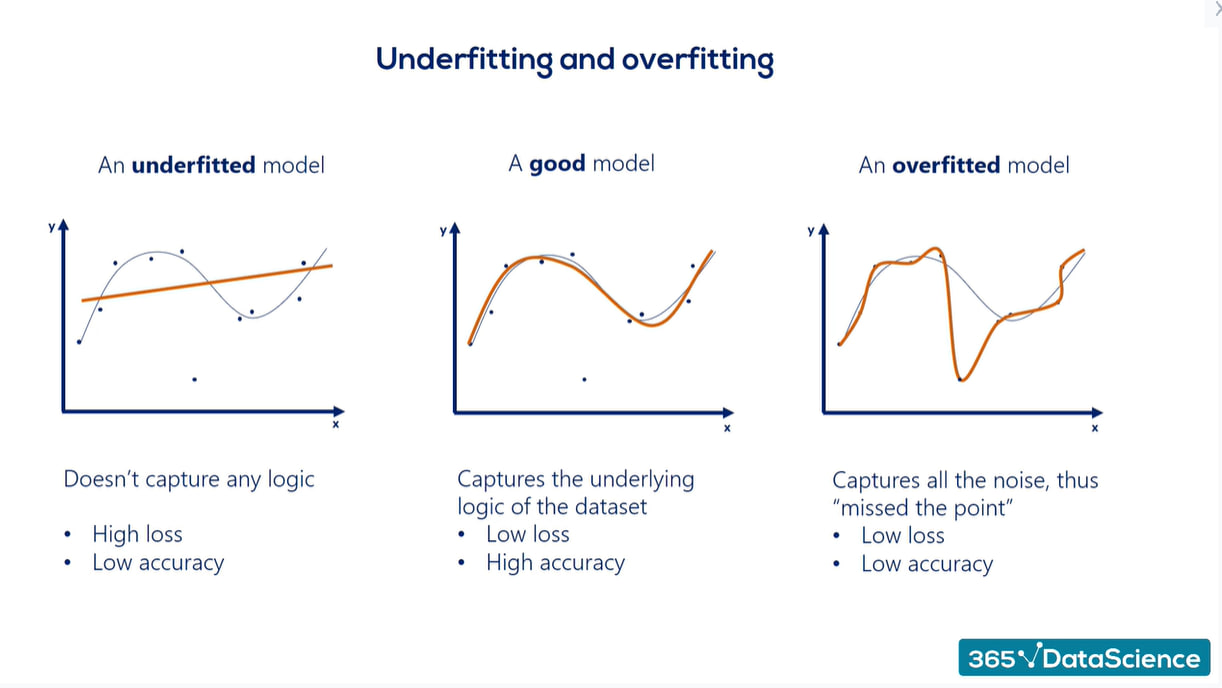 Underfitting and overfitting
An underfitted model
y
x
Doesn’t capture any logic
• High loss
• Low accuracy
A good model
y
x
Captures the underlying
logic of the dataset
• Low loss
• High accuracy
An overfitted model
y
x
Captures all the noise, thus
“missed the point”
• Low loss
• Low accuracy
365 DataScience